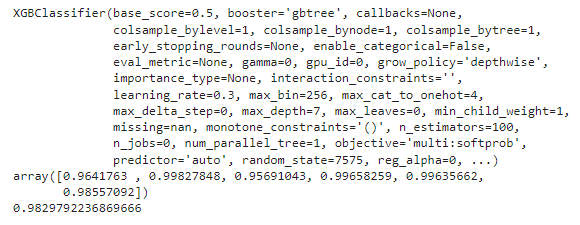 XGBClassifier(base_score=0.5, booster='gbtree', callbacks=None,
colsample_bylevel=1, colsample_bynode=1, colsample_bytree=1,
early_stopping_rounds=None, enable_categorical=False,
eval_metric=None, gamma=0, gpu_id=0, grow_policy='depthwise',
importance_type=None, interaction_constraints='',
learning_rate=0.3, max_bin=256, max_cat_to_onehot=4,
max_delta_step=0, max_depth=7, max_leaves=0, min_child_weight=1,
missing=nan, monotone_constraints='()', n_estimators=100,
n_jobs=0, num_parallel_tree=1, objective='multi:softprob',
predictor='auto', random_state=7575, reg_alpha=0, ...)
array([0.9641763 , 0.99827848, 0.95691043, 0.99658259, 0.99635662,
0.98557092])
0.9829792236869666